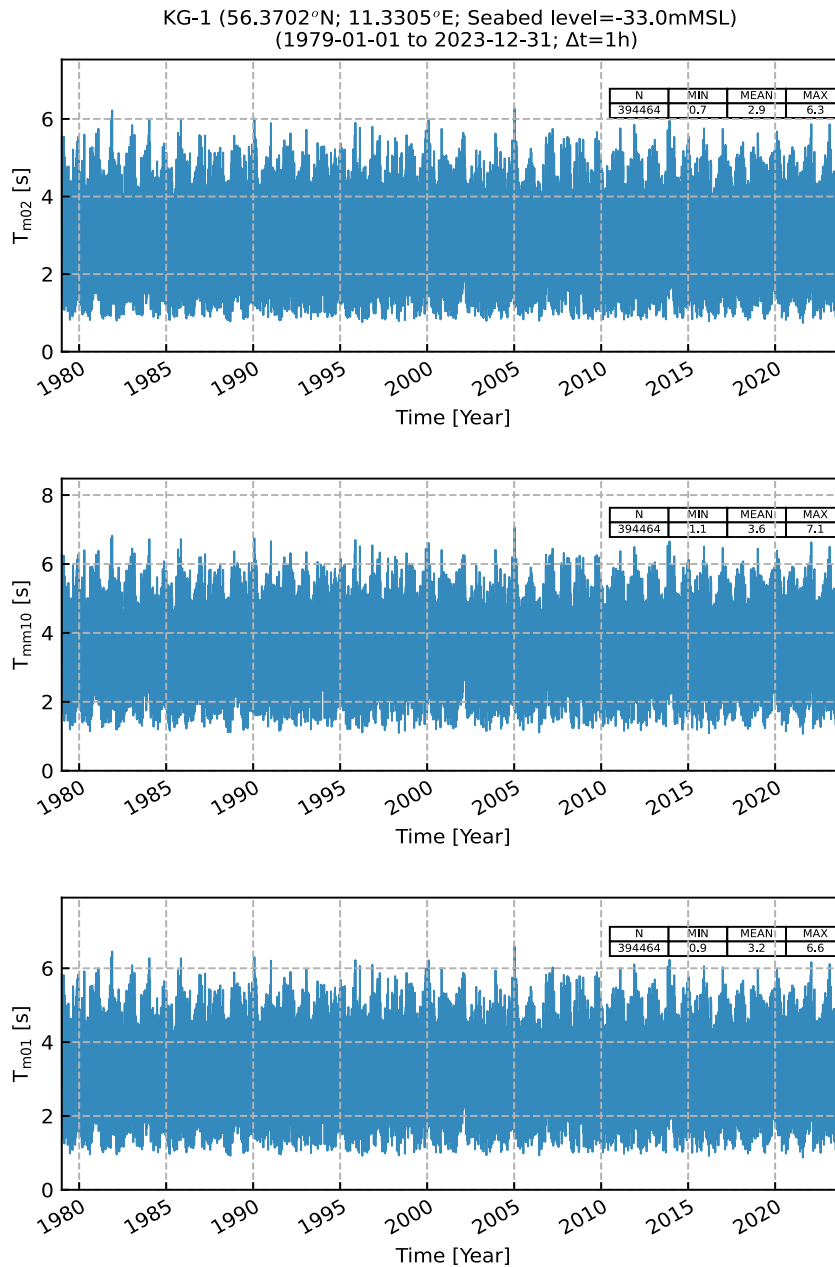 KG-1 (56.3702°N; 11.3305°E; Seabed level=-33.0mMSL)
(1979-01-01 to 2023-12-31; Δt=1h)
N MIN MEAN MAX
394464 0.7 2.9 6.3
6
4
2
0
Tm02 [s]
1980 1985 1990 1995 2000 2005 2010 2015 2020
Time [Year]
N MIN MEAN MAX
394464 1.1 3.6 7.1
8
6
4
2
0
Tmm10 [s]
1980 1985 1990 1995 2000 2005 2010 2015 2020
Time [Year]
N MIN MEAN MAX
394464 0.9 3.2 6.6
6
4
2
0
Tm01 [s]
1980 1985 1990 1995 2000 2005 2010 2015 2020
Time [Year]